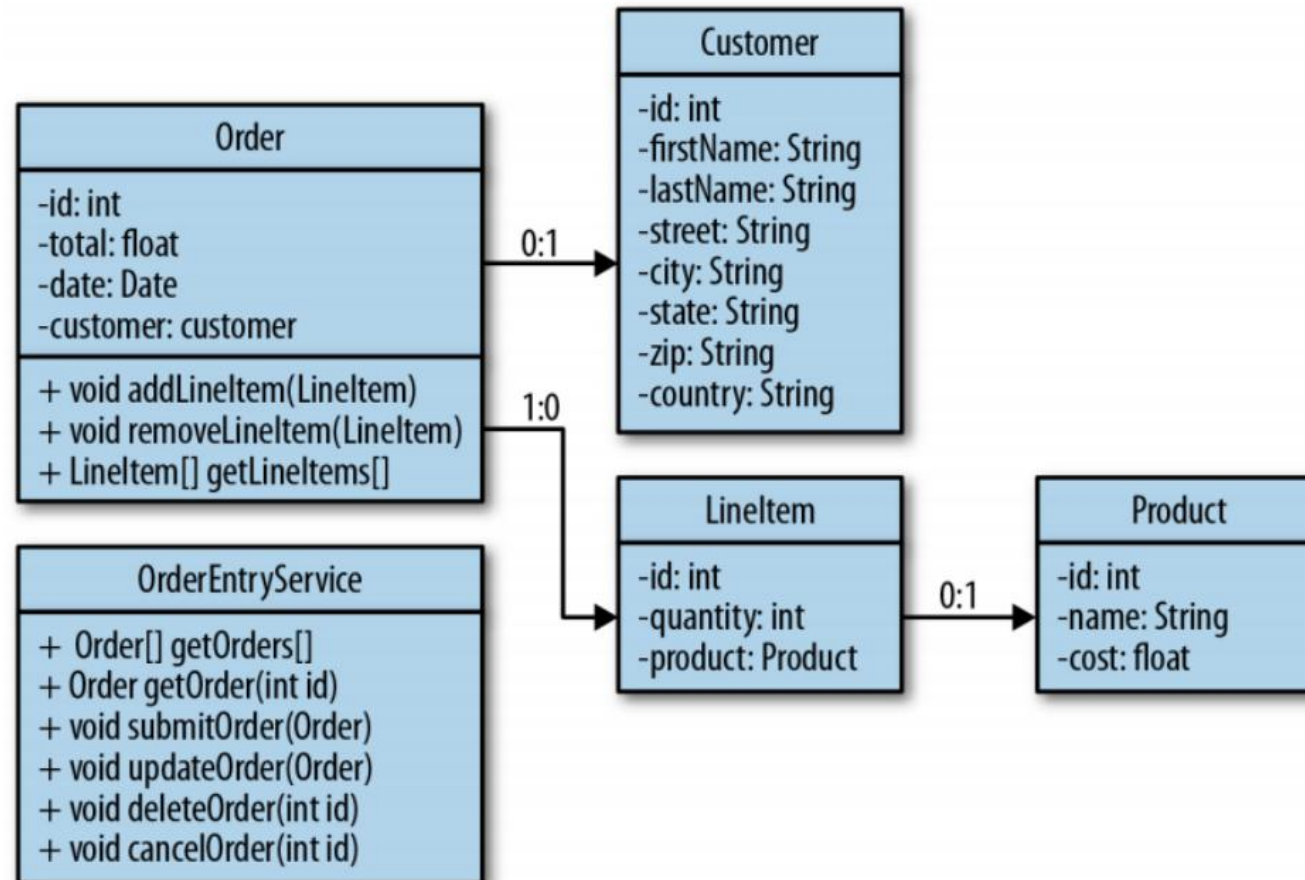 Order
-id: int
-total: float
-date: Date
-customer: customer
+ void addLineItem(LineItem)
+ void removeLineItem(LineItem)
+ LineItem[] getLineItems[]
0:1
1:0
Customer
-id: int
-firstName: String
-lastName: String
-street: String
-city: String
-state: String
-zip: String
-country: String
OrderEntryService
+ Order[] getOrders[]
+ Order getOrder(int id)
+ void submitOrder(Order)
+ void updateOrder(Order)
+ void deleteOrder(int id)
+ void cancelOrder(int id)
LineItem
-id: int
-quantity: int
-product: Product
0:1
Product
-id: int
-name: String
-cost: float